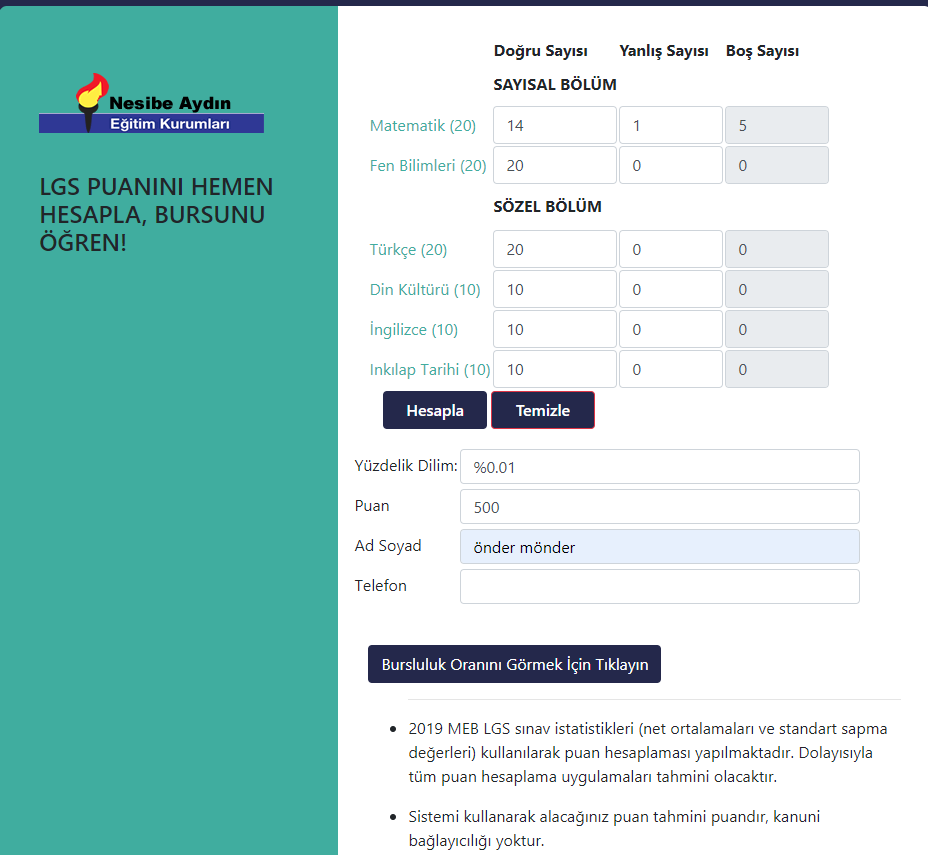 Nesibe Aydın
Eğitim Kurumları
LGS PUANINI HEMEN
HESAPLA, BURSUNU
ÖĞREN!
Doğru Sayısı Yanlış Sayısı Boş Sayısı
SAYISAL BÖLÜM
Matematik (20) 14 1 5
Fen Bilimleri (20) 20 0 0
SÖZEL BÖLÜM
Türkçe (20) 20 0 0
Din Kültürü (10) 10 0 0
İngilizce (10) 10 0 0
Inkılap Tarihi (10) 10 0 0
Hesapla Temizle
Yüzdelik Dilim: %0.01
Puan 500
Ad Soyad önder mönder
Telefon
Bursluluk Oranını Görmek İçin Tıklayın
• 2019 MEB LGS sınav istatistikleri (net ortalamaları ve standart sapma
değerleri) kullanılarak puan hesaplaması yapılmaktadır. Dolayısıyla
tüm puan hesaplama uygulamaları tahmini olacaktır.
• Sistemi kullanarak alacağınız puan tahmini puandır, kanuni
bağlayıcılığı yoktur.